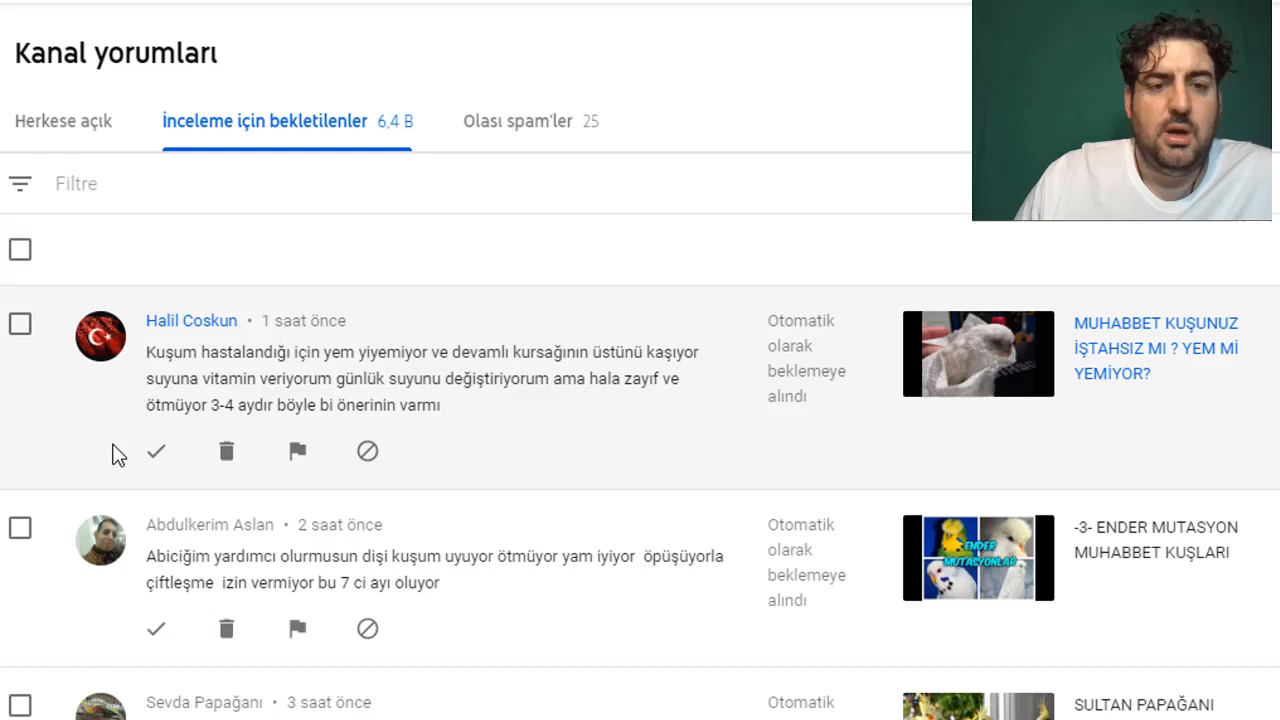 Kanal yorumları
Herkese açık İnceleme için bekletilenler 6,4 B Olası spam'ler 25
Filtre
Halil Coskun • 1 saat önce
Kuşum hastalandığı için yem yiyemiyor ve devamlı kursağının üstünü kaşıyor
suyuna vitamin veriyorum günlük suyunu değiştiriyorum ama hala zayıf ve
ötmüyor 3-4 aydır böyle bi önerinin varmı
Otomatik
olarak
beklemeye
alındı
MUHABBET KUŞUNUZ
İŞTAHSIZ MI ? YEM Mİ
YEMİYOR?
Abdulkerim Aslan • 2 saat önce
Abiciğim yardımcı olurmusun dişi kuşum uyuyor ötmüyor yam iyiyor öpüşüyorla
çiftleşme izin vermiyor bu 7 ci ayı oluyor
Otomatik
olarak
beklemeye
alındı
ENDER
MUTASYONLAR
-3- ENDER MUTASYON
MUHABBET KUŞLARI
Sevda Papağanı • 3 saat önce
Otomatik
SULTAN PAPAĞANI